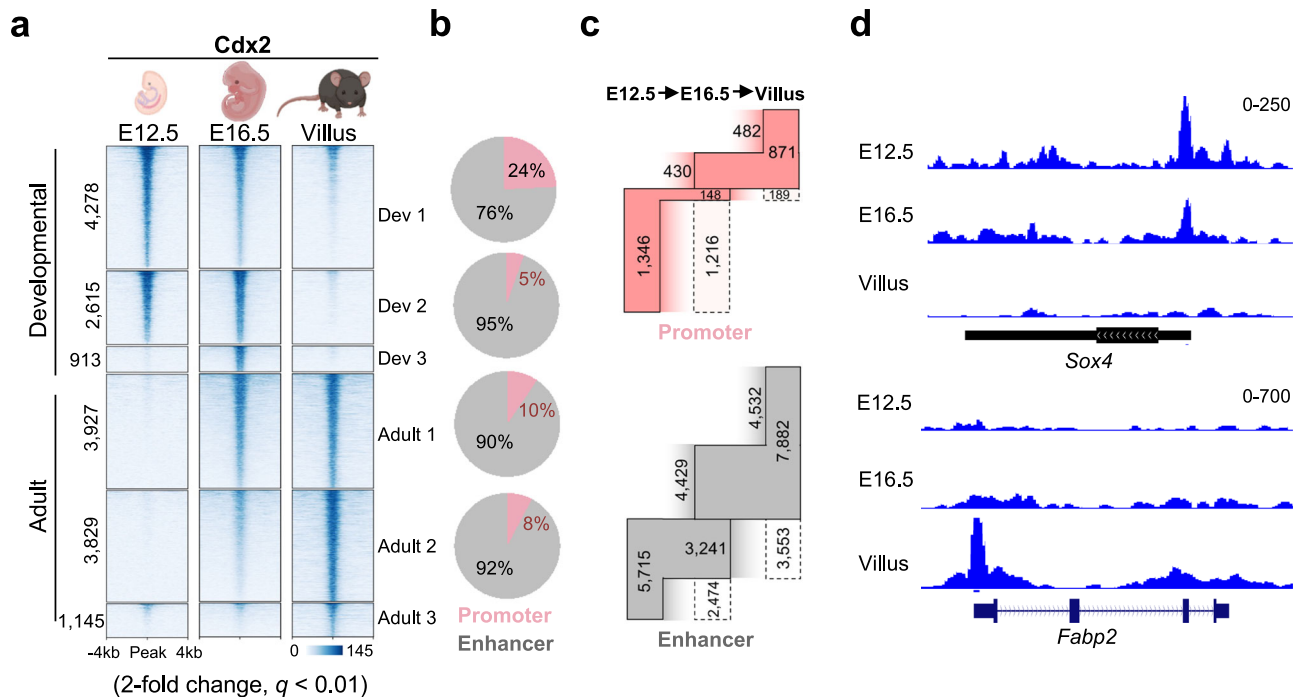 a
Cdx2
E12.5 E16.5 Villus
Developmental
4,278
2,615
913
Adult
3,927
3,829
1,145
Dev 1
Dev 2
Dev 3
Adult 1
Adult 2
Adult 3
-4kb Peak 4kb
0 145
(2-fold change, q < 0.01)
b
24%
76%
5%
95%
10%
90%
8%
92%
Promoter
Enhancer
c
E12.5 E16.5 Villus
482
871
430
148
189
1,346
1,216
Promoter
4,532
7,882
4,429
3,241
3,553
5,715
2,474
Enhancer
d
0-250
E12.5
E16.5
Villus
Sox4
0-700
E12.5
E16.5
Villus
Fabp2